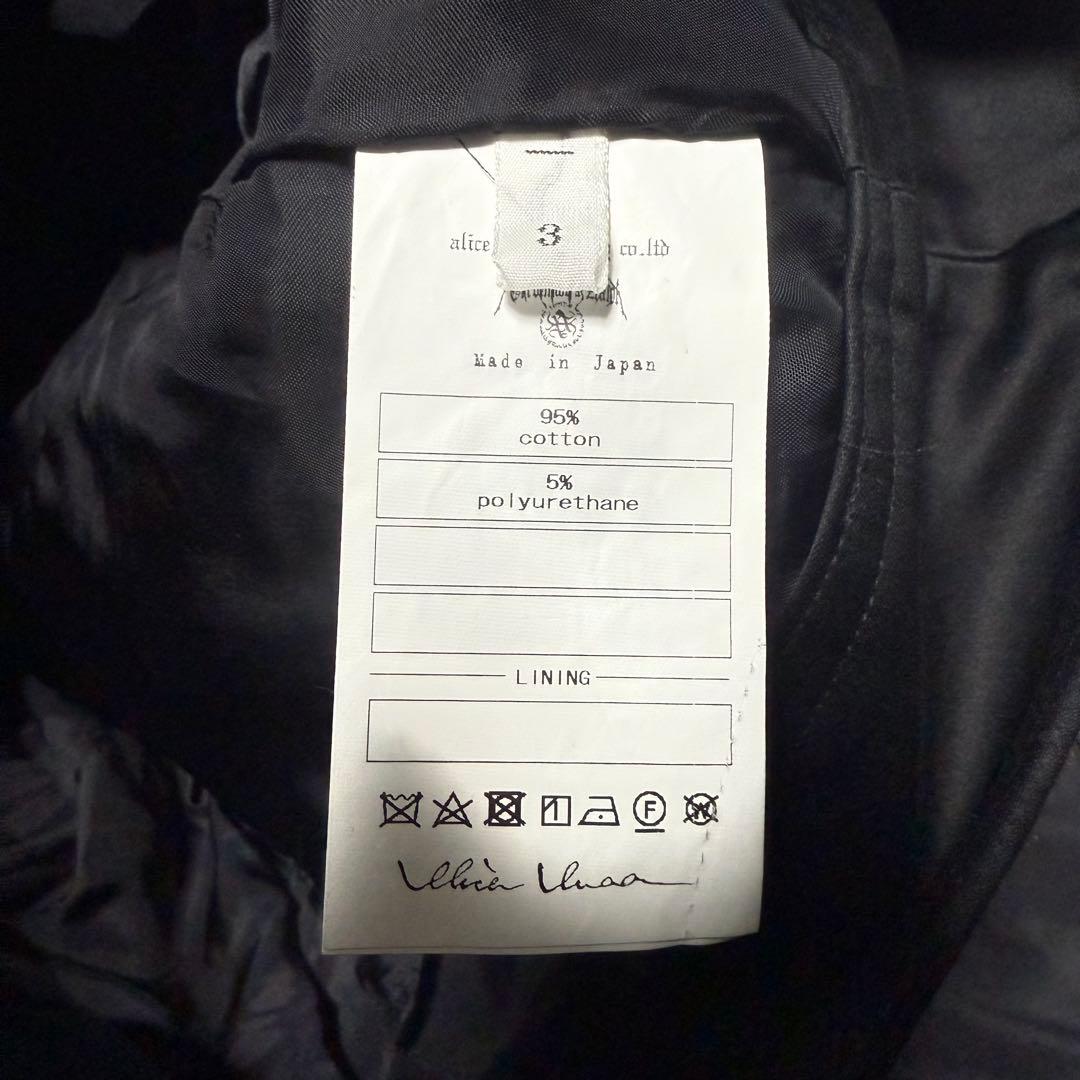 3
alice co.ltd
Made in Japan
95%
cotton
5%
polyurethane
LINING
F
W